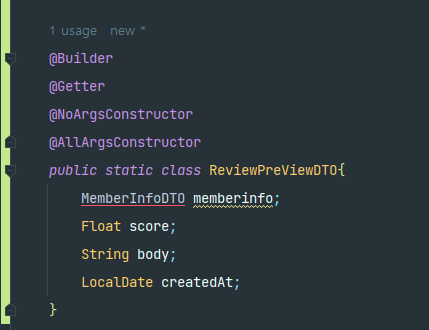 1 usage new *
@Builder
@Getter
@NoArgsConstructor
@AllArgsConstructor
public static class ReviewPreViewDTO{
MemberInfoDTO memberinfo;
Float score;
String body;
LocalDate createdAt;
}